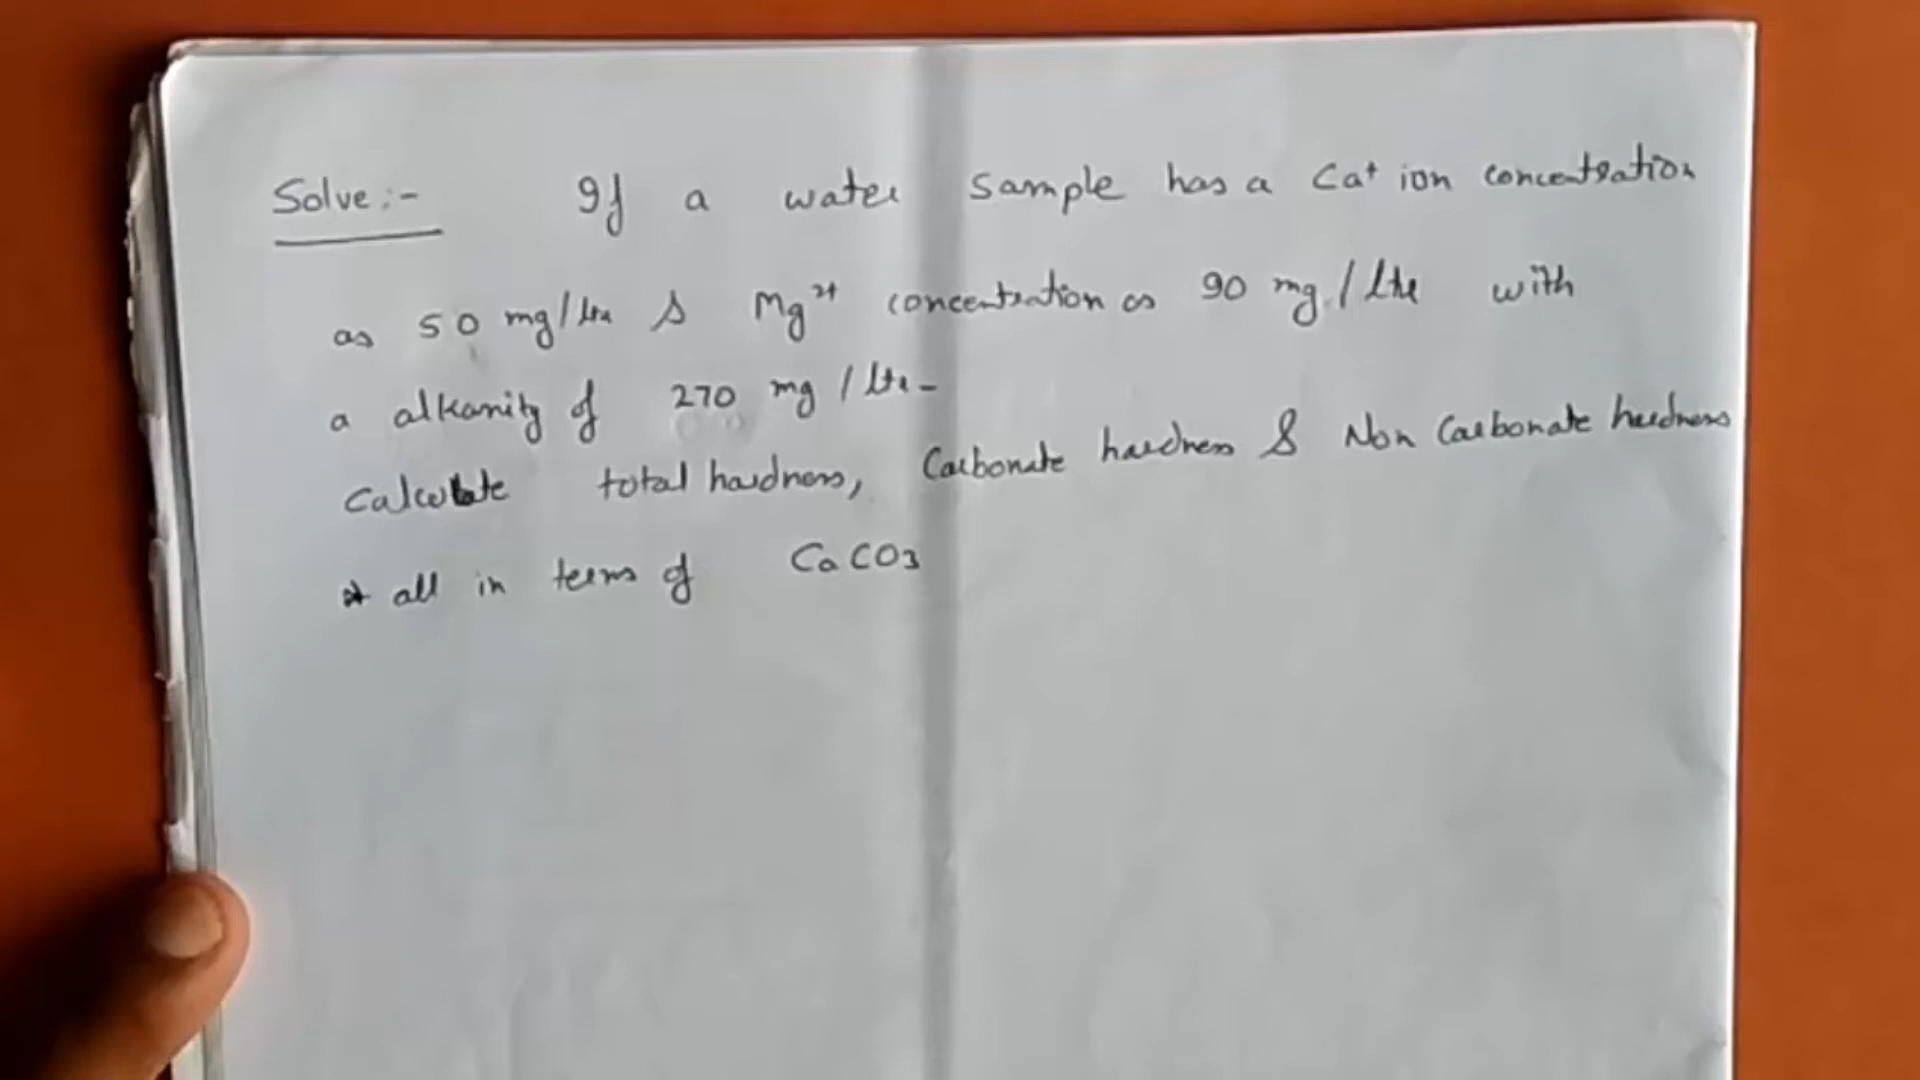 Solve:- If a water sample has a Ca+ ion concentration
as 50 mg/ltr & Mg2+ concentration as 90 mg/ltr with
a alkanity of 270 mg/ltr-
Calculate total hardness, Carbonate hardness & Non Carbonate hardness
* all in terms of CaCO3